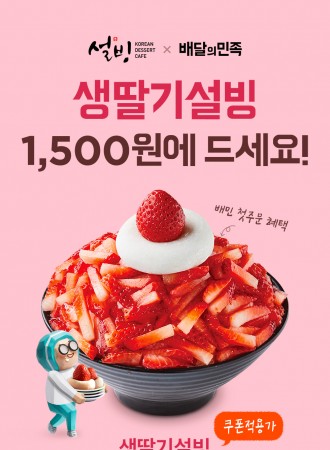 설빙 KOREAN DESSERT CAFE × 배달의민족
생딸기설빙
1,500원에 드세요!
배민 첫주문 혜택
쿠폰적용가
생딸기설빙